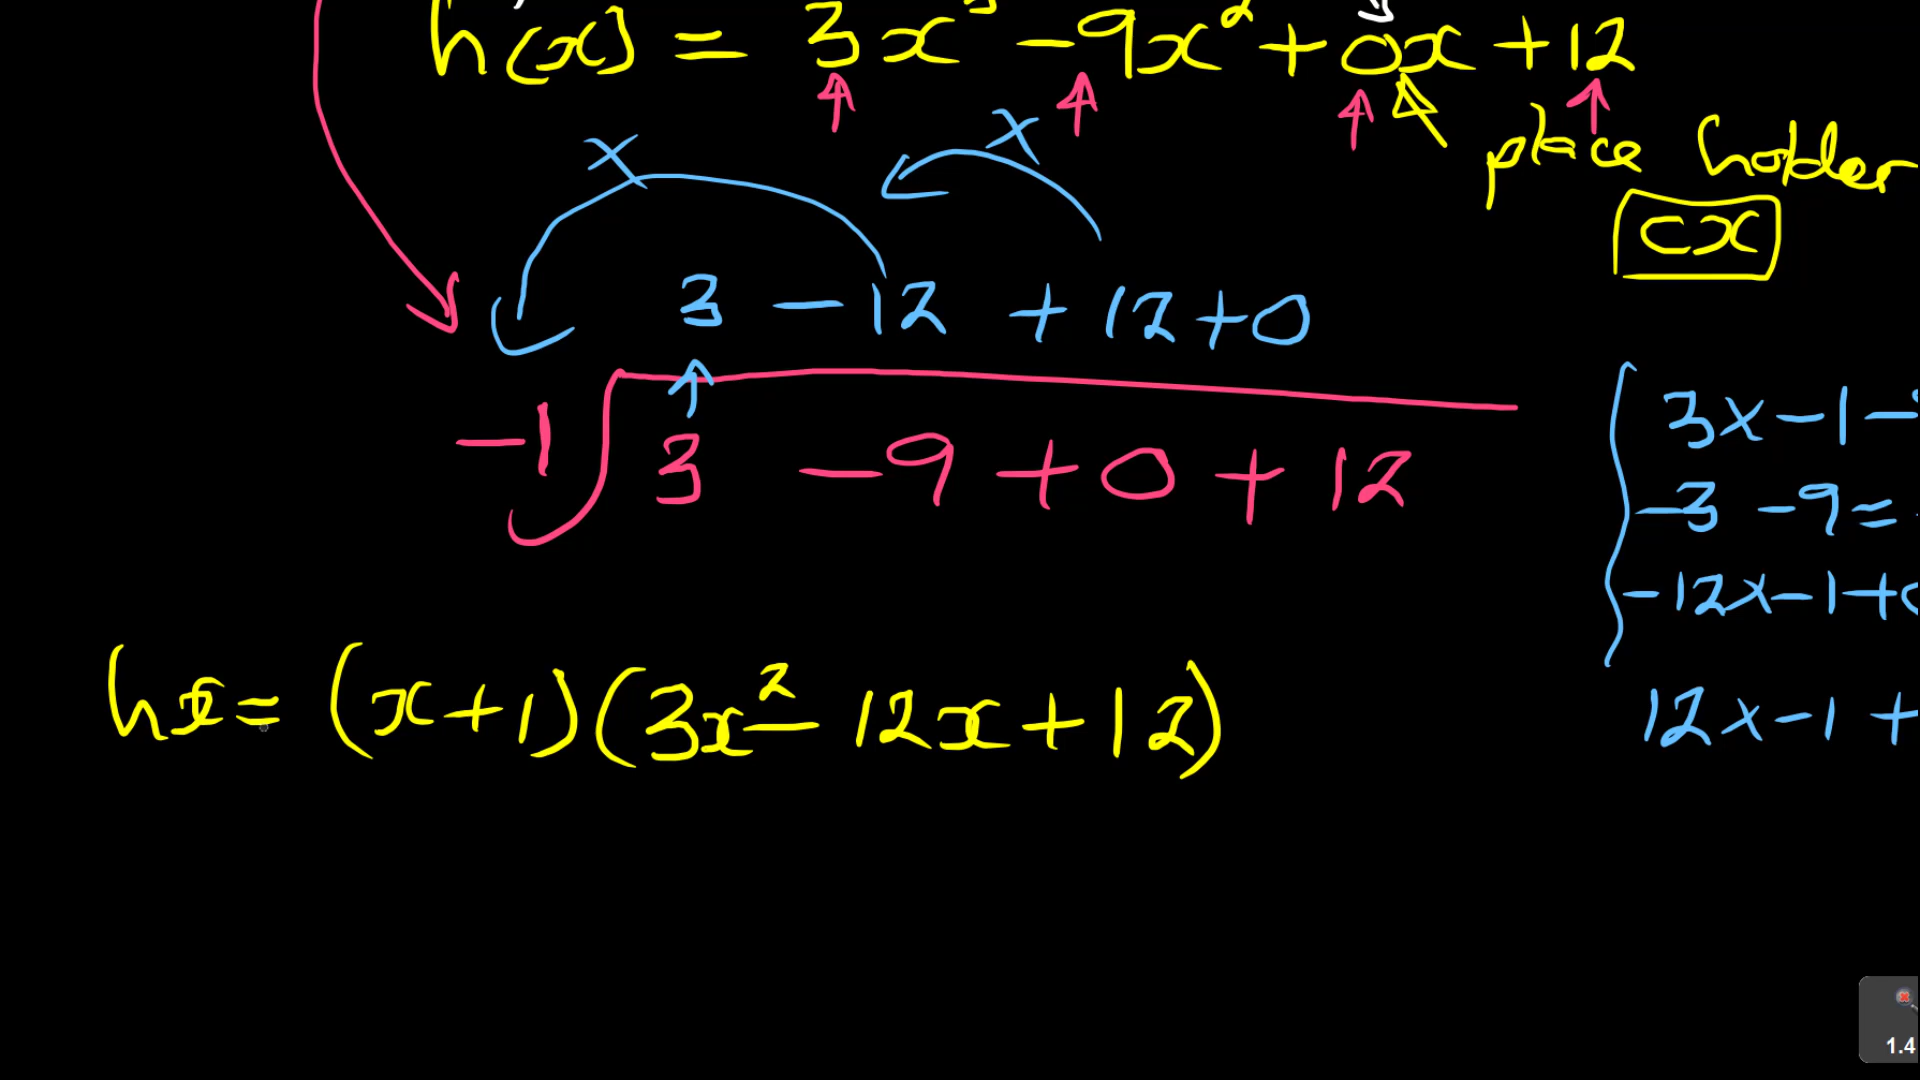 h(x) = 3x³ - 9x² + 0x + 12
place holder
cx
x x
3 - 12 + 12 + 0
-1 3 - 9 + 0 + 12
3x - 1 -
-3 - 9 =
-12x - 1 + 0
12x - 1 +
hx = (x + 1)(3x² - 12x + 12)
1.4